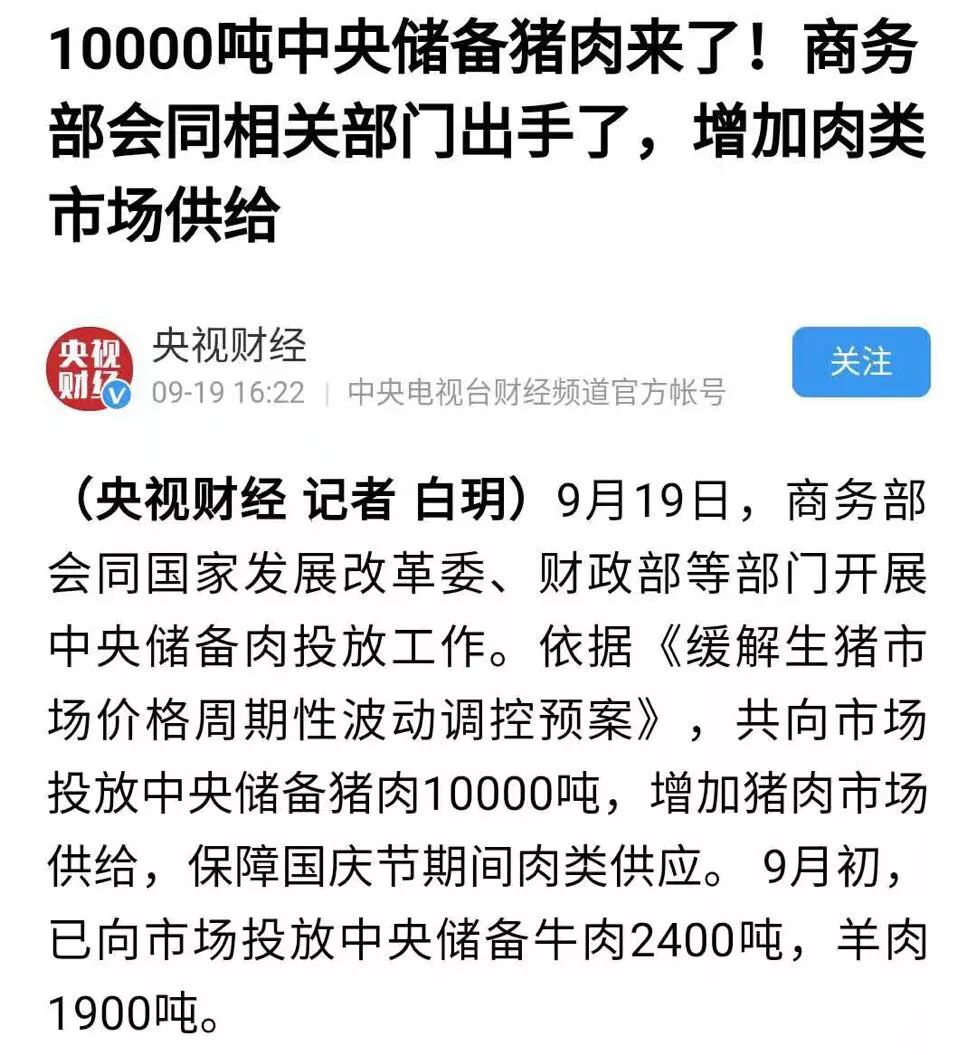 10000吨中央储备猪肉来了！商务
部会同相关部门出手了，增加肉类
市场供给
央视
财经
央视财经
09-19 16:22 | 中央电视台财经频道官方帐号
关注
（央视财经 记者 白玥）9月19日，商务部
会同国家发展改革委、财政部等部门开展
中央储备肉投放工作。依据《缓解生猪市
场价格周期性波动调控预案》，共向市场
投放中央储备猪肉10000吨，增加猪肉市场
供给，保障国庆节期间肉类供应。 9月初，
已向市场投放中央储备牛肉2400吨，羊肉
1900吨。